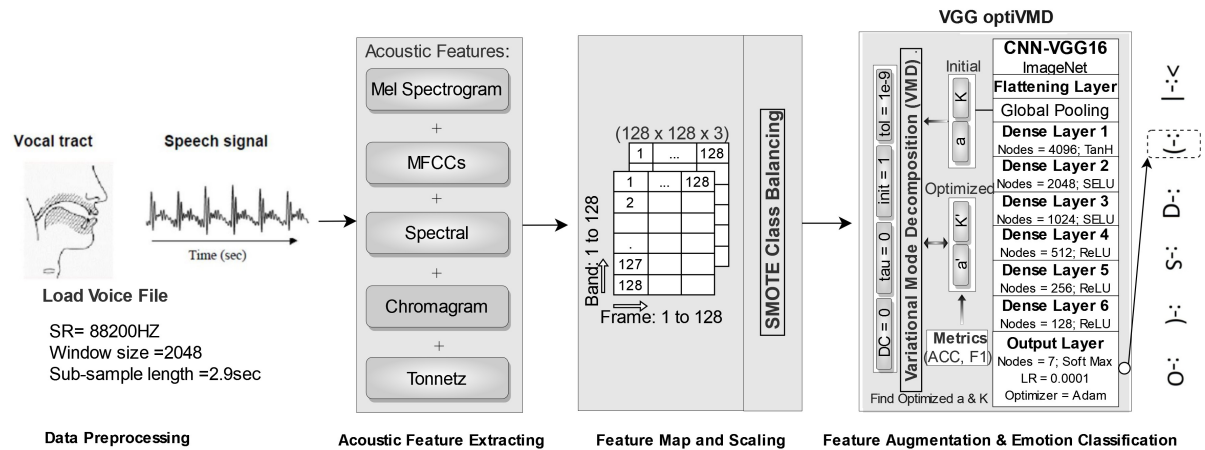 VGG optiVMD
Vocal tract
Speech signal
Time (sec)
Load Voice File
SR= 88200HZ
Window size =2048
Sub-sample length =2.9sec
Data Preprocessing
Acoustic Features:
Mel Spectrogram
+
MFCCs
+
Spectral
+
Chromagram
+
Tonnetz
Acoustic Feature Extracting
(128 x 128 x 3)
1 ... 128
1 ... 128
2
.
127
128
Band: 1 to 128
Frame: 1 to 128
SMOTE Class Balancing
Feature Map and Scaling
DC = 0
tau = 0
init = 1
tol = 1e-9
Variational Mode Decomposition (VMD) .
Initial
K
a
Optimized
K'
a'
Metrics
(ACC, F1)
Find Optimized a & K
CNN-VGG16
ImageNet
Flattening Layer
Global Pooling
Dense Layer 1
Nodes = 4096; TanH
Dense Layer 2
Nodes = 2048; SELU
Dense Layer 3
Nodes = 1024; SELU
Dense Layer 4
Nodes = 512; ReLU
Dense Layer 5
Nodes = 256; ReLU
Dense Layer 6
Nodes = 128; ReLU
Output Layer
Nodes = 7; Soft Max
LR = 0.0001
Optimizer = Adam
|-:<
(-:
D-:
S-:
)-:
O-:
Feature Augmentation & Emotion Classification